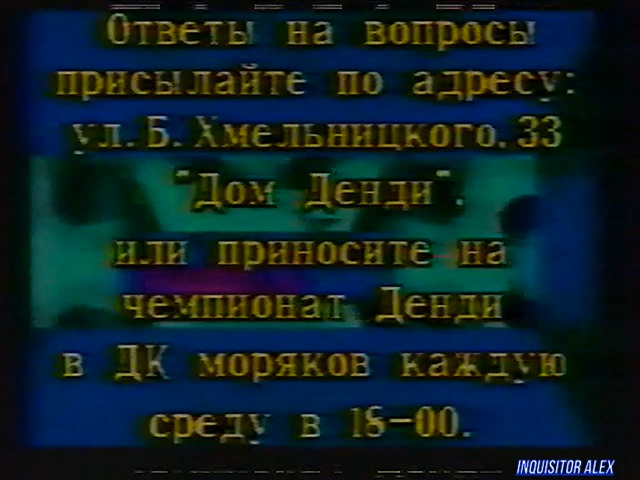 Ответы на вопросы
присылайте по адресу:
ул. Б. Хмельницкого. 33
"Дом Денди".
или приносите на
чемпионат Денди
в ДК моряков каждую
среду в 16-00.
INQUISITOR ALEX